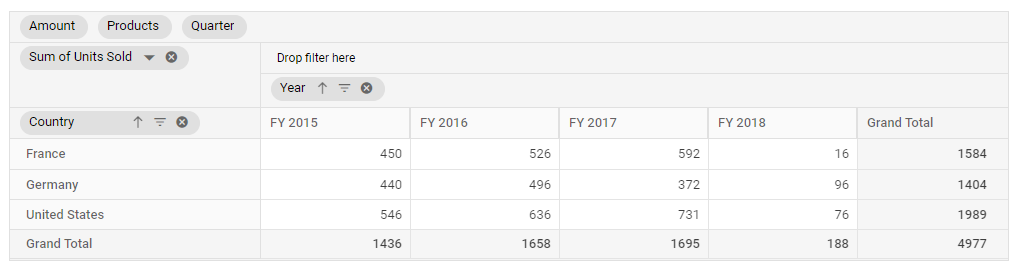 Amount Products Quarter
Sum of Units Sold
Drop filter here
Year
Country FY 2015 FY 2016 FY 2017 FY 2018 Grand Total
France 450 526 592 16 1584
Germany 440 496 372 96 1404
United States 546 636 731 76 1989
Grand Total 1436 1658 1695 188 4977